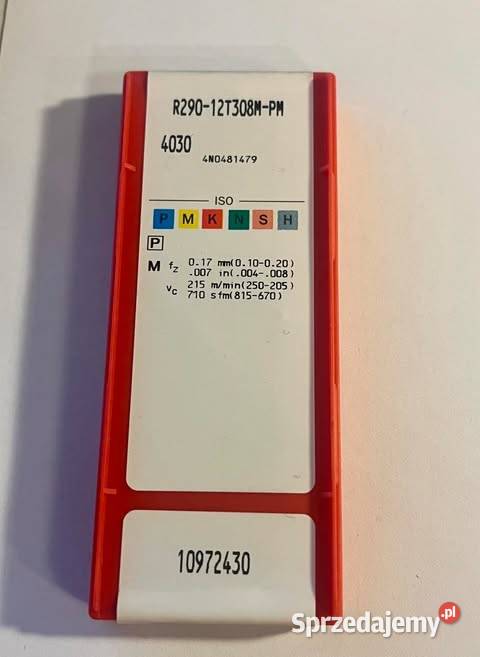 R290-12T308M-PM
4030
4N0481479
ISO
P M K N S H
P
M fz 0.17 mm(0.10-0.20)
.007 in(.004-.008)
vc 215 m/min(250-205)
710 sfm(815-670)
10972430
Sprzedajemy.pl